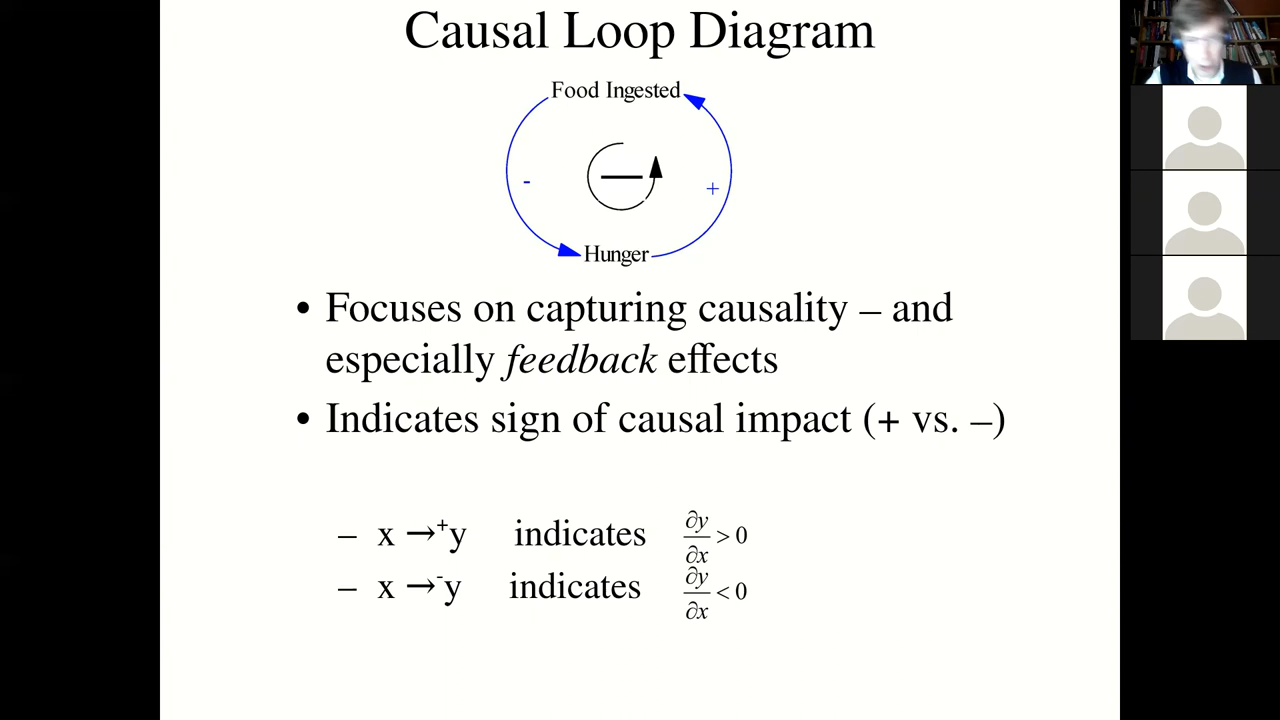 Causal Loop Diagram
Food Ingested
-
—
+
Hunger
• Focuses on capturing causality – and
especially feedback effects
• Indicates sign of causal impact (+ vs. –)
– x →⁺y indicates ∂y/∂x > 0
– x →⁻y indicates ∂y/∂x < 0